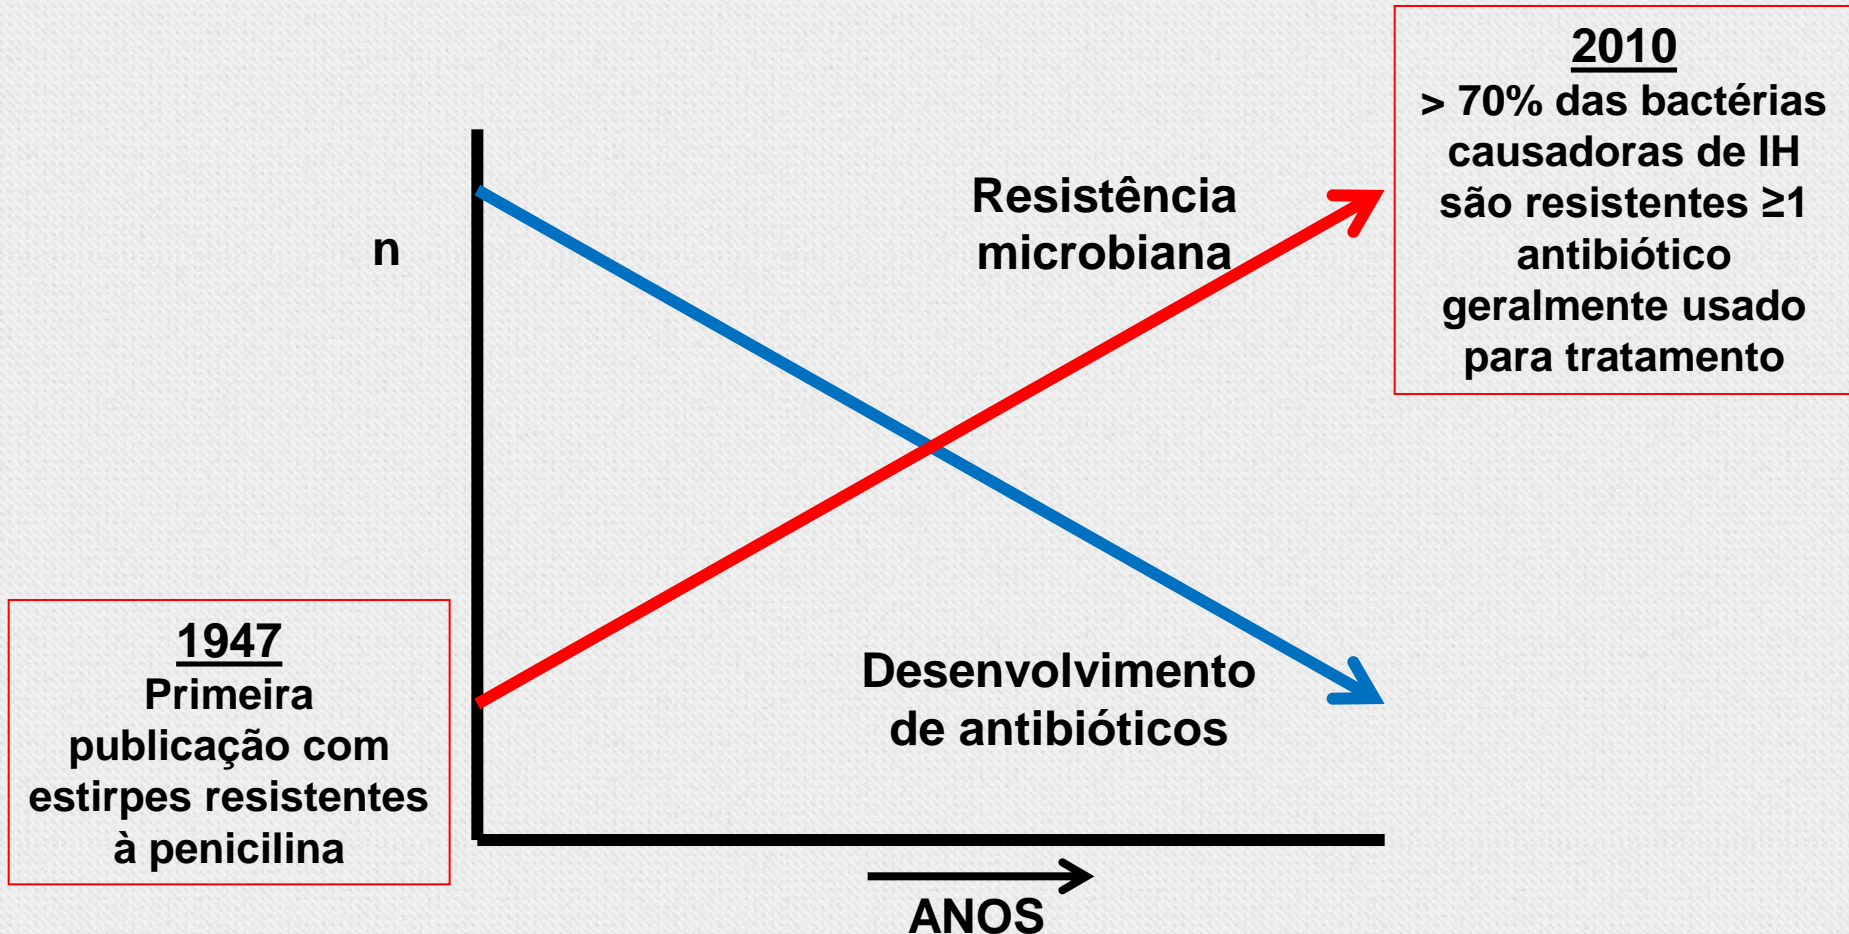 2010
> 70% das bactérias
causadoras de IH
são resistentes ≥1
antibiótico
geralmente usado
para tratamento
Resistência
microbiana
n
1947
Primeira
publicação com
estirpes resistentes
à penicilina
Desenvolvimento
de antibióticos
ANOS